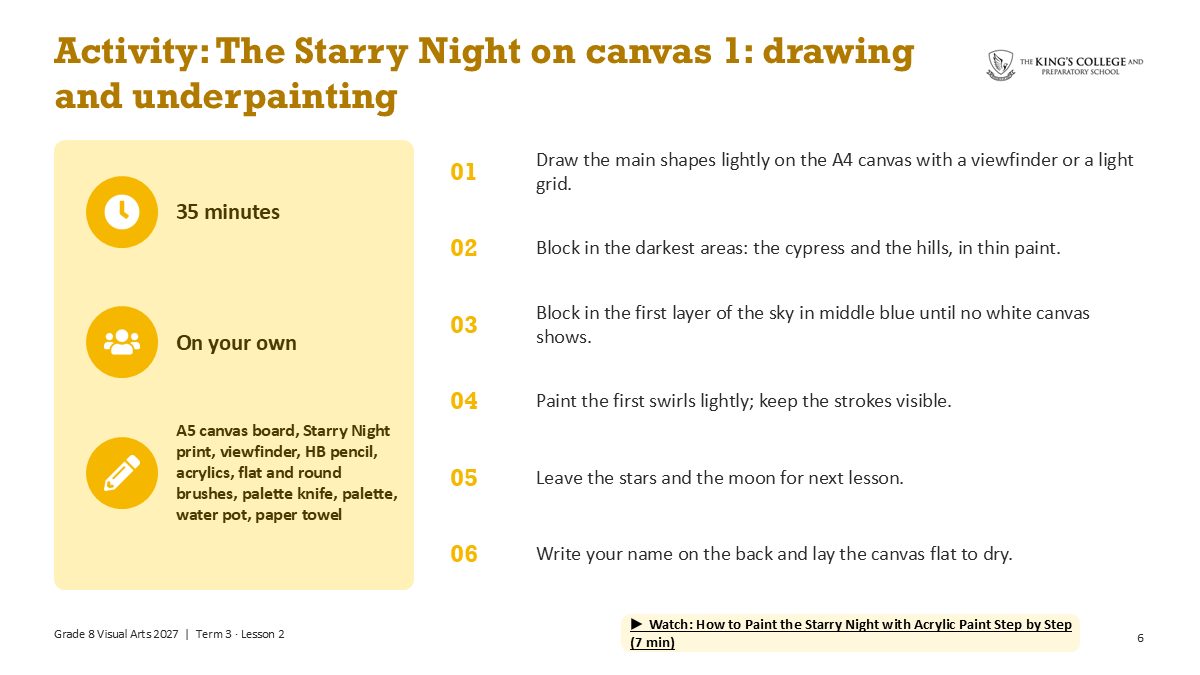 Activity: The Starry Night on canvas 1: drawing
and underpainting
THE KING'S COLLEGE AND
PREPARATORY SCHOOL
35 minutes
On your own
A5 canvas board, Starry Night
print, viewfinder, HB pencil,
acrylics, flat and round
brushes, palette knife, palette,
water pot, paper towel
01
Draw the main shapes lightly on the A4 canvas with a viewfinder or a light
grid.
02
Block in the darkest areas: the cypress and the hills, in thin paint.
03
Block in the first layer of the sky in middle blue until no white canvas
shows.
04
Paint the first swirls lightly; keep the strokes visible.
05
Leave the stars and the moon for next lesson.
06
Write your name on the back and lay the canvas flat to dry.
Grade 8 Visual Arts 2027 | Term 3 · Lesson 2
▶ Watch: How to Paint the Starry Night with Acrylic Paint Step by Step
(7 min)
6